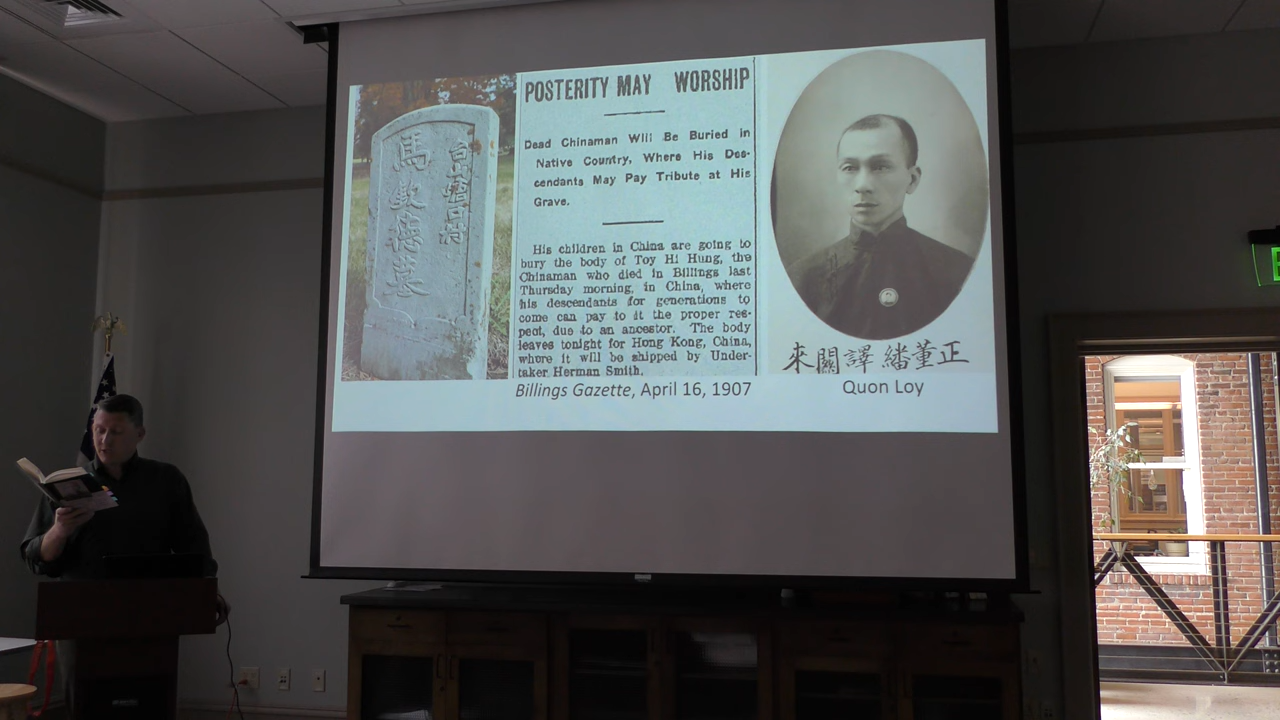 台山
馬德墓
POSTERITY MAY WORSHIP
Dead Chinaman Will Be Buried in
Native Country, Where His Des-
cendants May Pay Tribute at His
Grave.
His children in China are going to
bury the body of Toy Hi Hung, the
Chinaman who died in Billings last
Thursday morning, in China, where
his descendants for generations to
come can pay to it the proper res-
pect, due to an ancestor. The body
leaves tonight for Hong Kong, China,
where it will be shipped by Under-
taker Herman Smith.
Billings Gazette, April 16, 1907
正董繙譯關來
Quon Loy
E